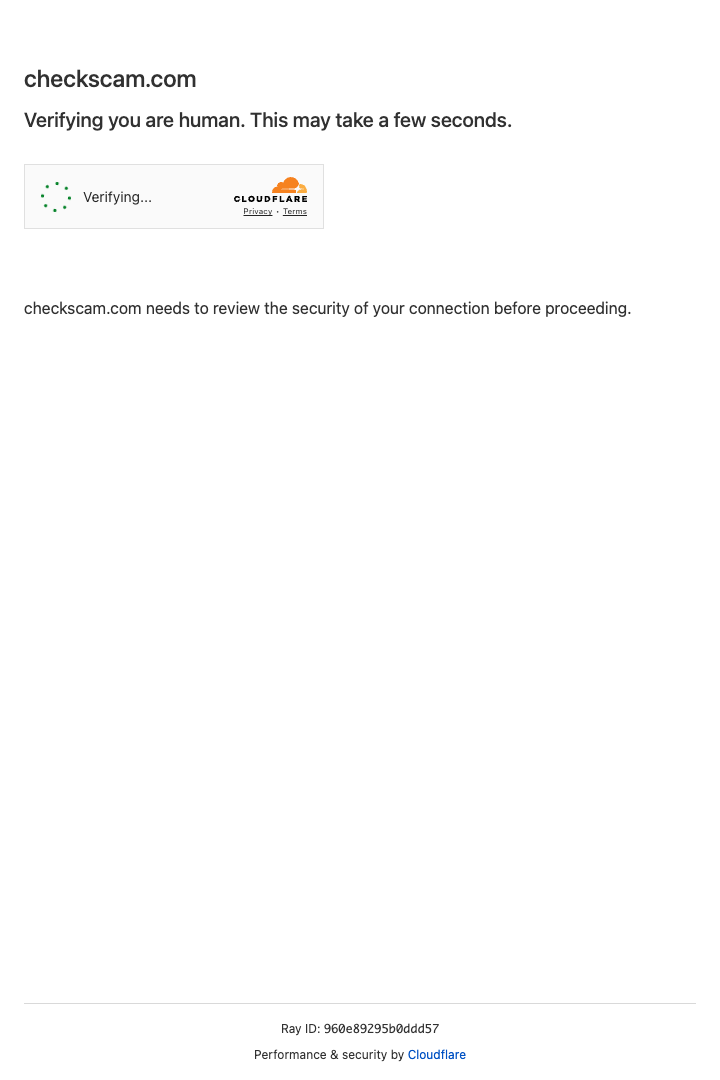 checkscam.com
Verifying you are human. This may take a few seconds.
Verifying...
CLOUDFLARE
Privacy • Terms
checkscam.com needs to review the security of your connection before proceeding.
Ray ID: 960e89295b0ddd57
Performance & security by Cloudflare